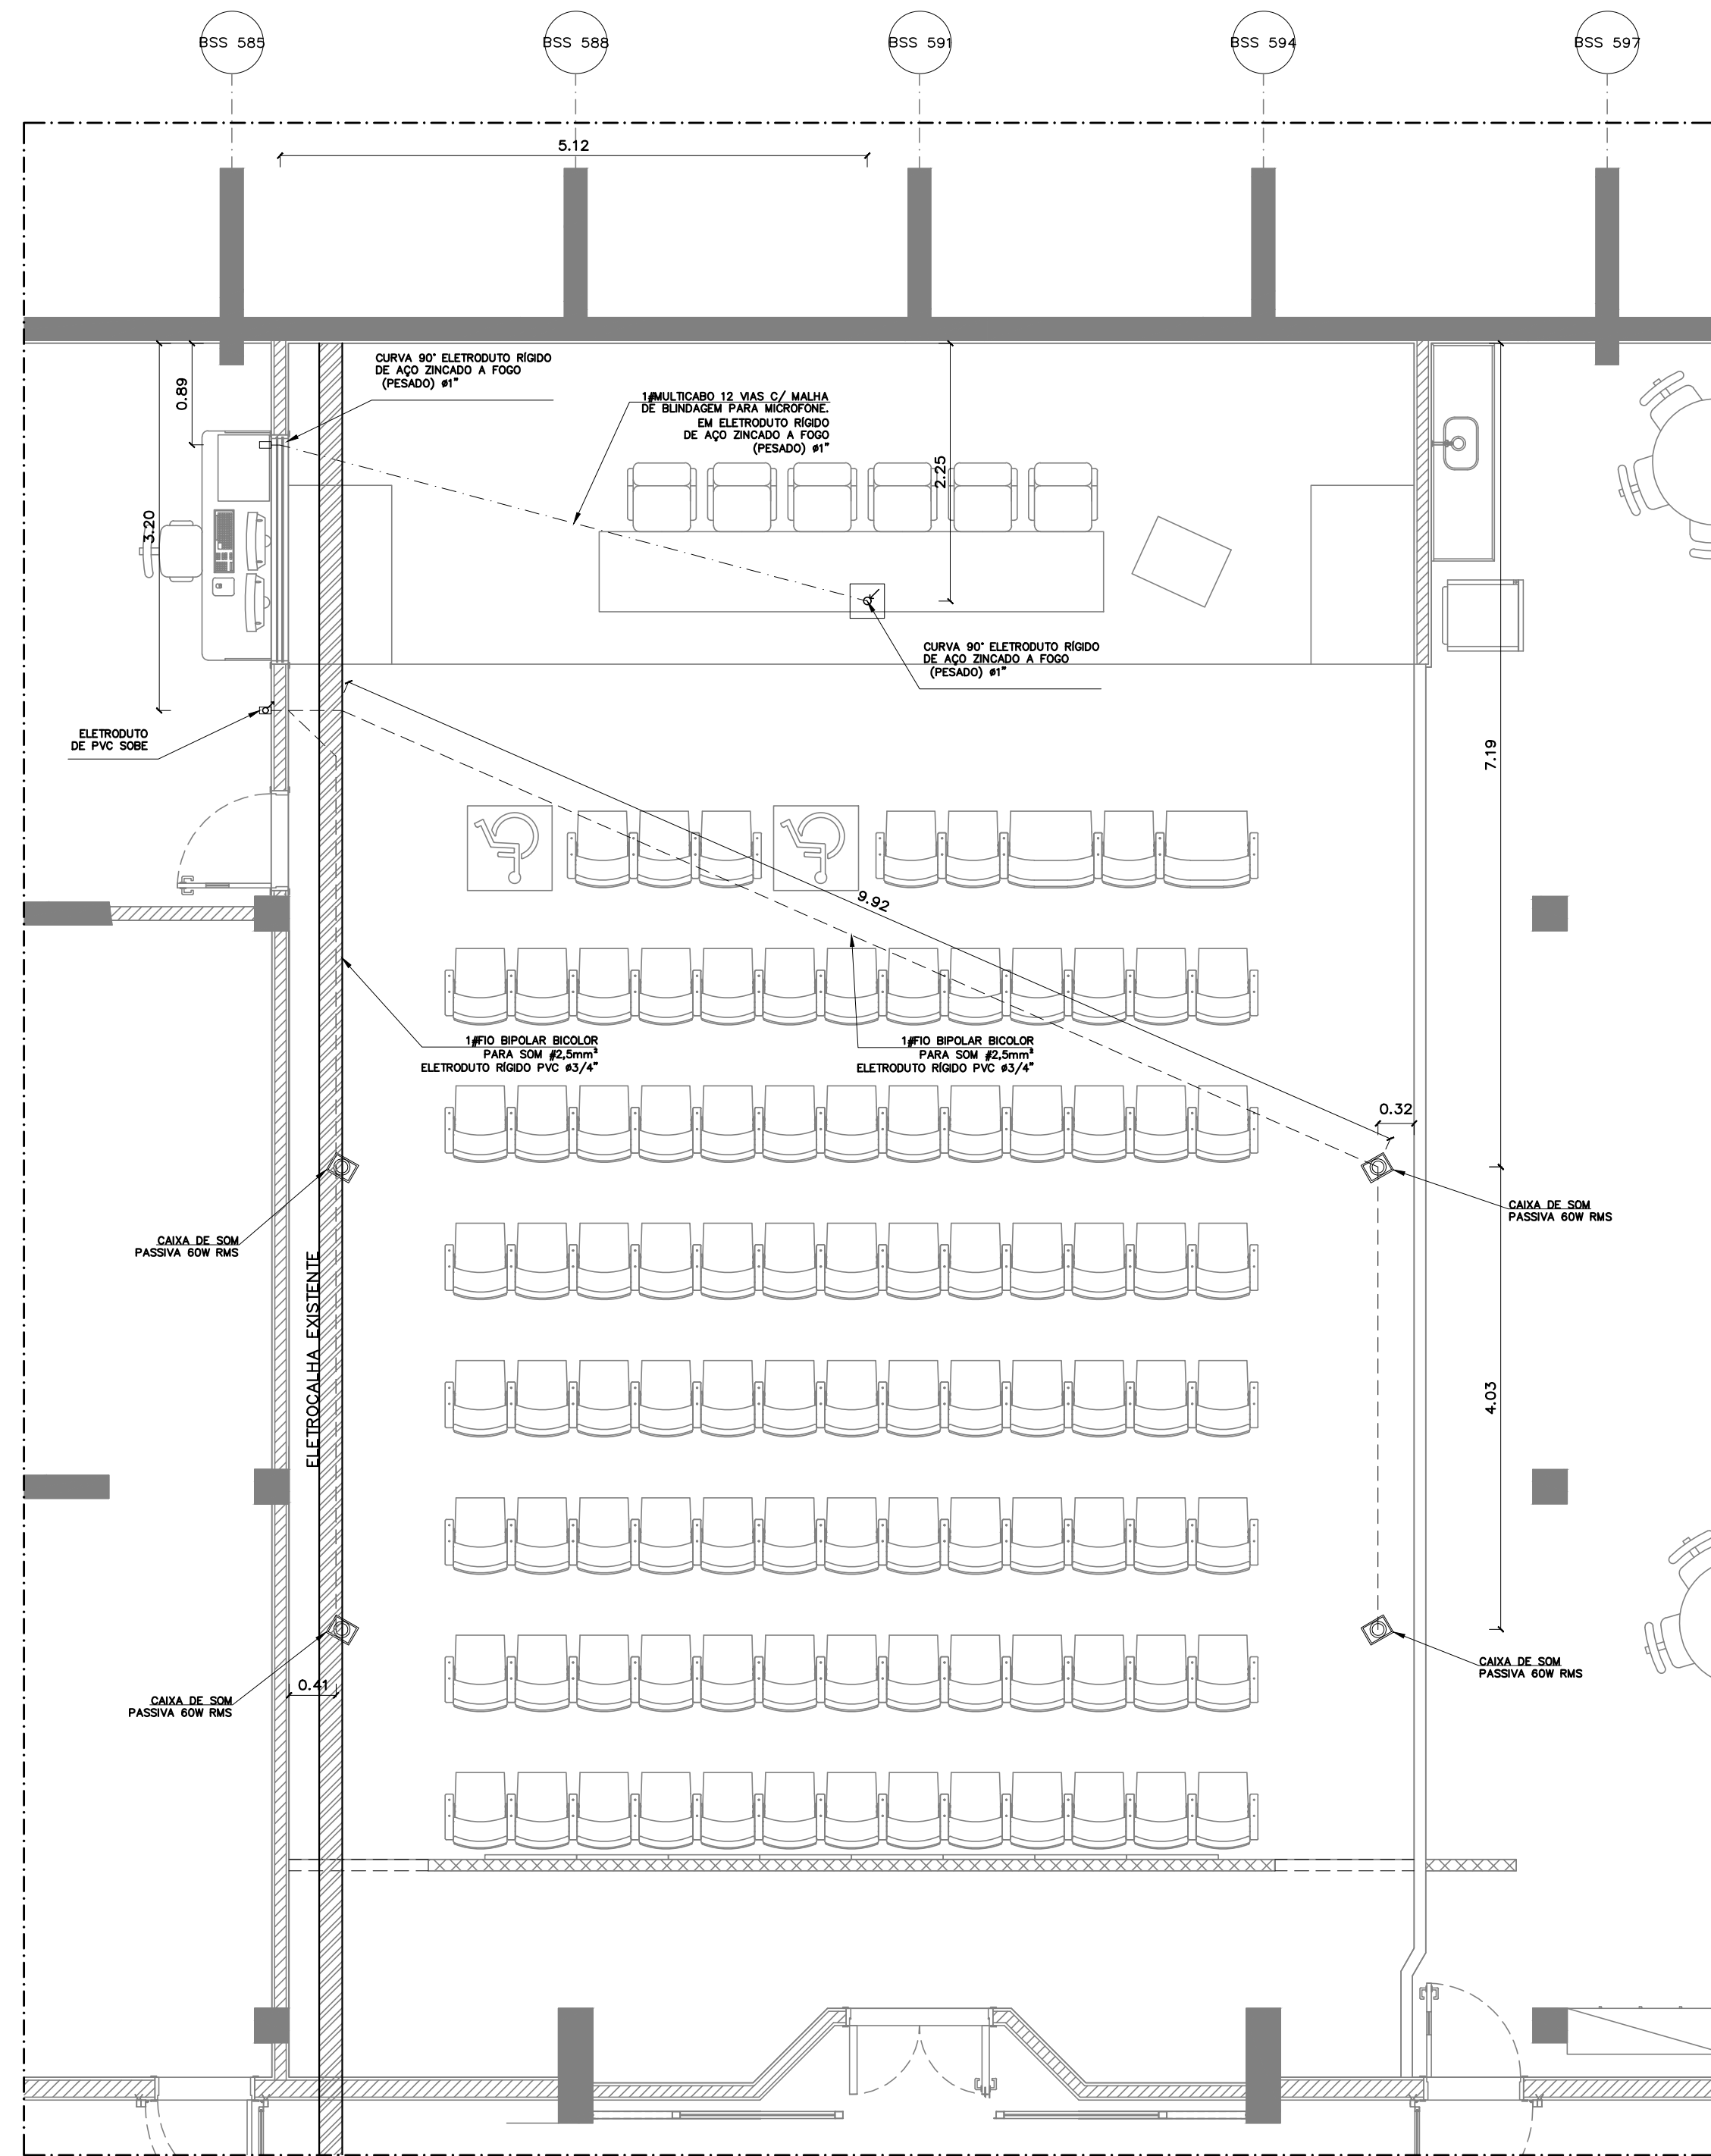 BSS 585
BSS 588
BSS 591
BSS 594
BSS 597
5.12
CURVA 90° ELETRODUTO RÍGIDO
DE AÇO ZINCADO A FOGO
(PESADO) ø1"
0.89
1#MULTICABO 12 VIAS C/ MALHA
DE BLINDAGEM PARA MICROFONE.
EM ELETRODUTO RÍGIDO
DE AÇO ZINCADO A FOGO
(PESADO) ø1"
2.25
3.20
CURVA 90° ELETRODUTO RÍGIDO
DE AÇO ZINCADO A FOGO
(PESADO) ø1"
ELETRODUTO
DE PVC SOBE
7.19
9.92
1#FIO BIPOLAR BICOLOR
PARA SOM #2,5mm²
ELETRODUTO RÍGIDO PVC ø3/4"
1#FIO BIPOLAR BICOLOR
PARA SOM #2,5mm²
ELETRODUTO RÍGIDO PVC ø3/4"
0.32
CAIXA DE SOM
PASSIVA 60W RMS
CAIXA DE SOM
PASSIVA 60W RMS
ELETROCALHA EXISTENTE
4.03
CAIXA DE SOM
PASSIVA 60W RMS
0.41
CAIXA DE SOM
PASSIVA 60W RMS